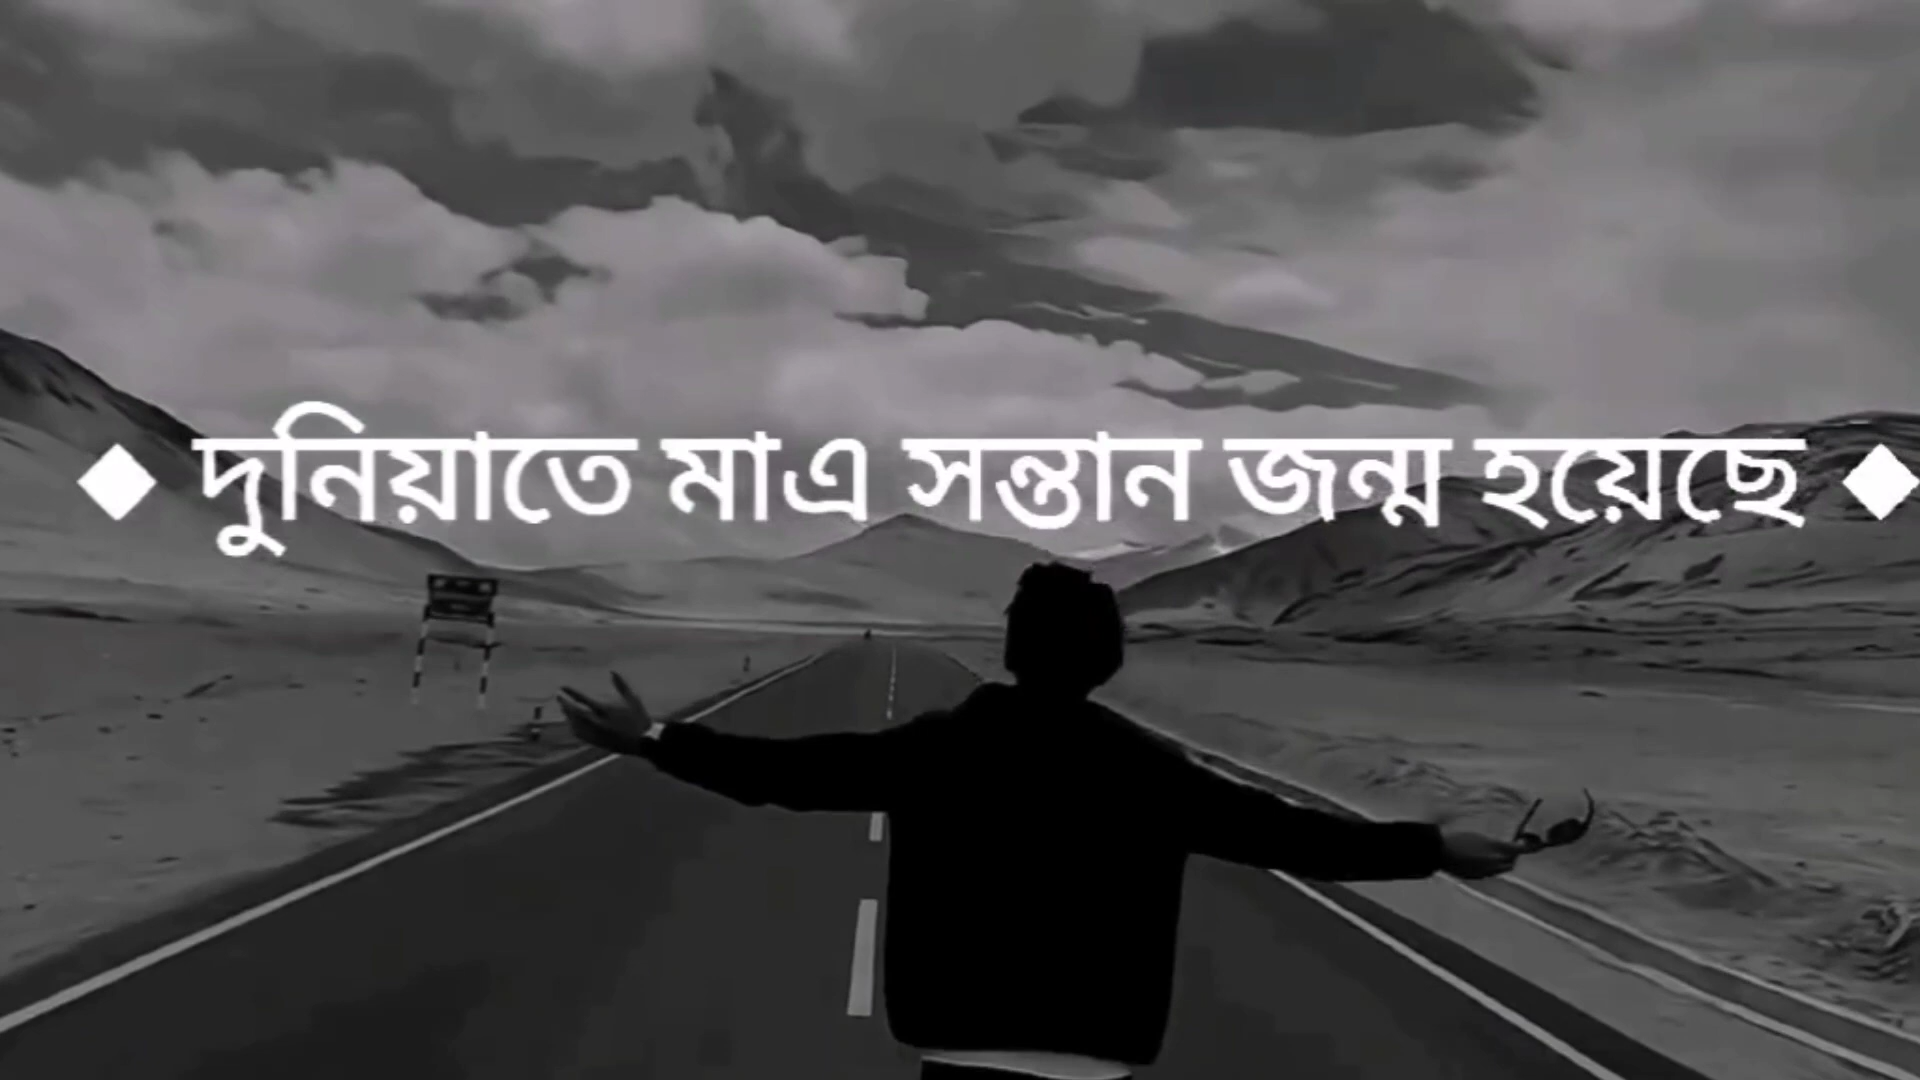 ◆ দুনিয়াতে মাএ সন্তান জন্ম হয়েছে ◆